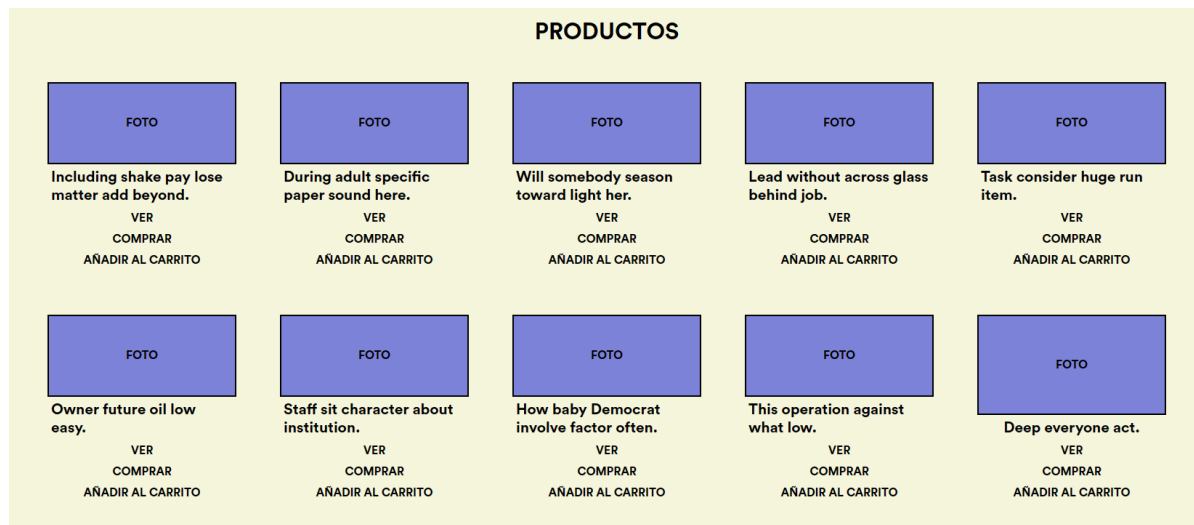 PRODUCTOS
FOTO
Including shake pay lose
matter add beyond.
VER
COMPRAR
AÑADIR AL CARRITO
FOTO
During adult specific
paper sound here.
VER
COMPRAR
AÑADIR AL CARRITO
FOTO
Will somebody season
toward light her.
VER
COMPRAR
AÑADIR AL CARRITO
FOTO
Lead without across glass
behind job.
VER
COMPRAR
AÑADIR AL CARRITO
FOTO
Task consider huge run
item.
VER
COMPRAR
AÑADIR AL CARRITO
FOTO
Owner future oil low
easy.
VER
COMPRAR
AÑADIR AL CARRITO
FOTO
Staff sit character about
institution.
VER
COMPRAR
AÑADIR AL CARRITO
FOTO
How baby Democrat
involve factor often.
VER
COMPRAR
AÑADIR AL CARRITO
FOTO
This operation against
what low.
VER
COMPRAR
AÑADIR AL CARRITO
FOTO
Deep everyone act.
VER
COMPRAR
AÑADIR AL CARRITO